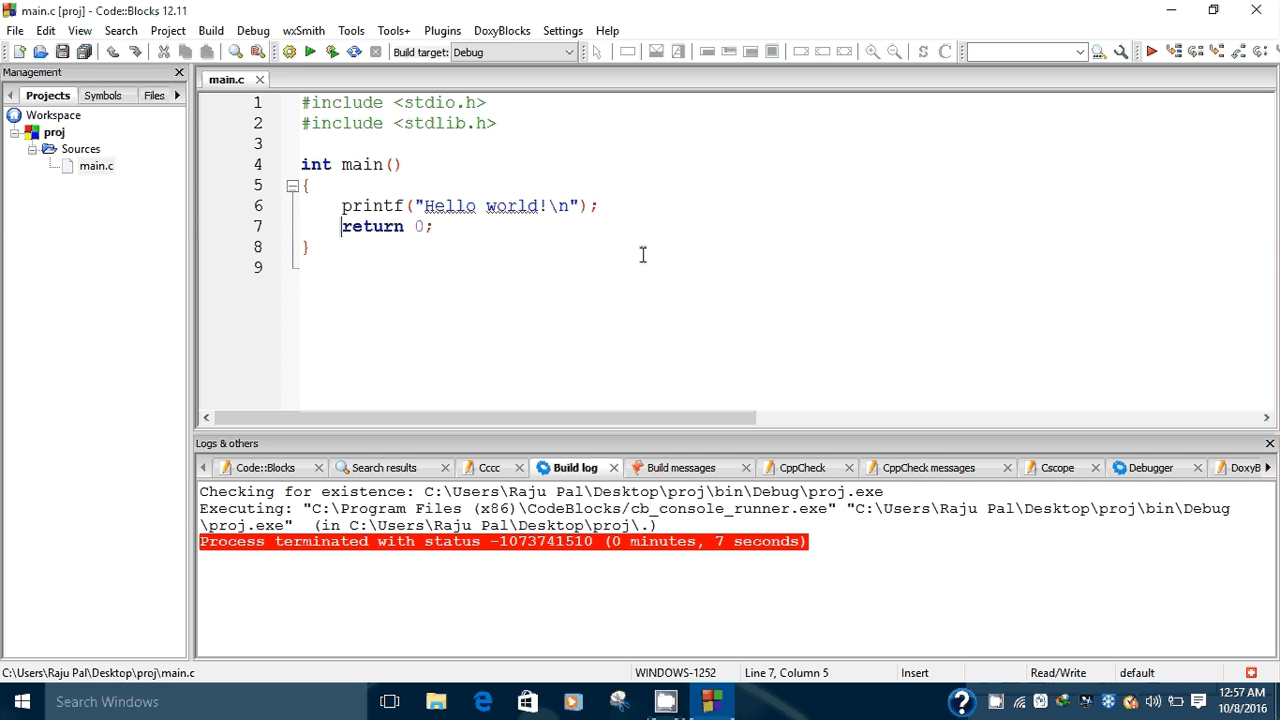 main.c [proj] - Code::Blocks 12.11
File Edit View Search Project Build Debug wxSmith Tools Tools+ Plugins DoxyBlocks Settings Help
Build target: Debug
Management
main.c
Projects Symbols Files
Workspace
proj
Sources
main.c
1 #include <stdio.h>
2 #include <stdlib.h>
3
4 int main()
5 {
6 printf("Hello world!\n");
7 return 0;
8 }
9
Logs & others
Code::Blocks Search results Cccc Build log Build messages CppCheck CppCheck messages Cscope Debugger DoxyB
Checking for existence: C:\Users\Raju Pal\Desktop\proj\bin\Debug\proj.exe
Executing: "C:\Program Files (x86)\CodeBlocks/cb_console_runner.exe" "C:\Users\Raju Pal\Desktop\proj\bin\Debug
\proj.exe"  (in C:\Users\Raju Pal\Desktop\proj\.)
Process terminated with status -1073741510 (0 minutes, 7 seconds)
C:\Users\Raju Pal\Desktop\proj\main.c WINDOWS-1252 Line 7, Column 5 Insert Read/Write default
Search Windows
12:57 AM
10/8/2016